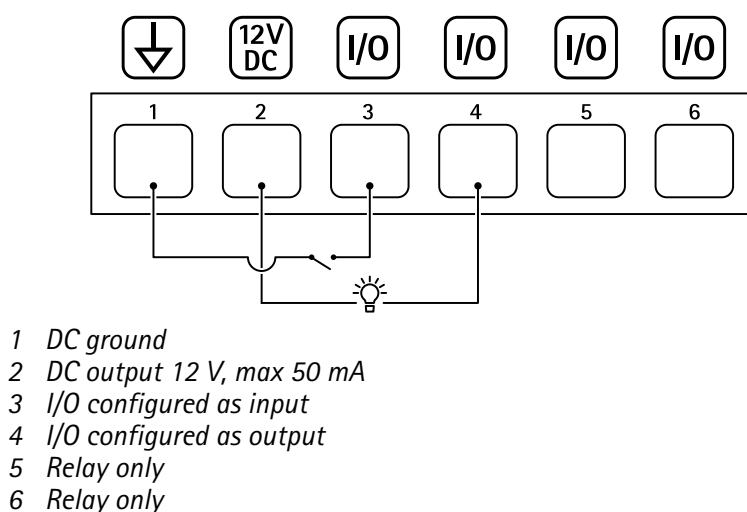 12V DC I/O I/O I/O I/O
1 2 3 4 5 6
1 DC ground
2 DC output 12 V, max 50 mA
3 I/O configured as input
4 I/O configured as output
5 Relay only
6 Relay only